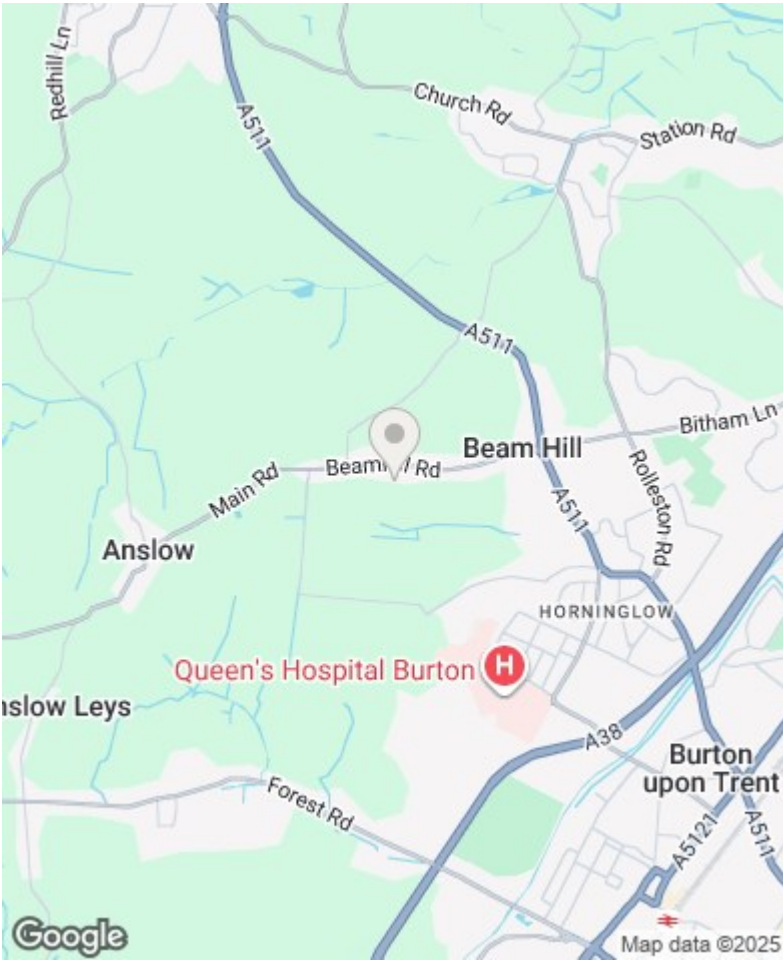 Redhill Ln
A511
Church Rd
Station Rd
A511
Bitham Ln
Beam Hill
Rd
Main Rd
Rolleston Rd
A511
Anslow
HORNINGLOW
Queen's Hospital Burton
H
nslow Leys
A38
Burton
upon Trent
Forest Rd
A5121
A511
Google
Map data ©2025